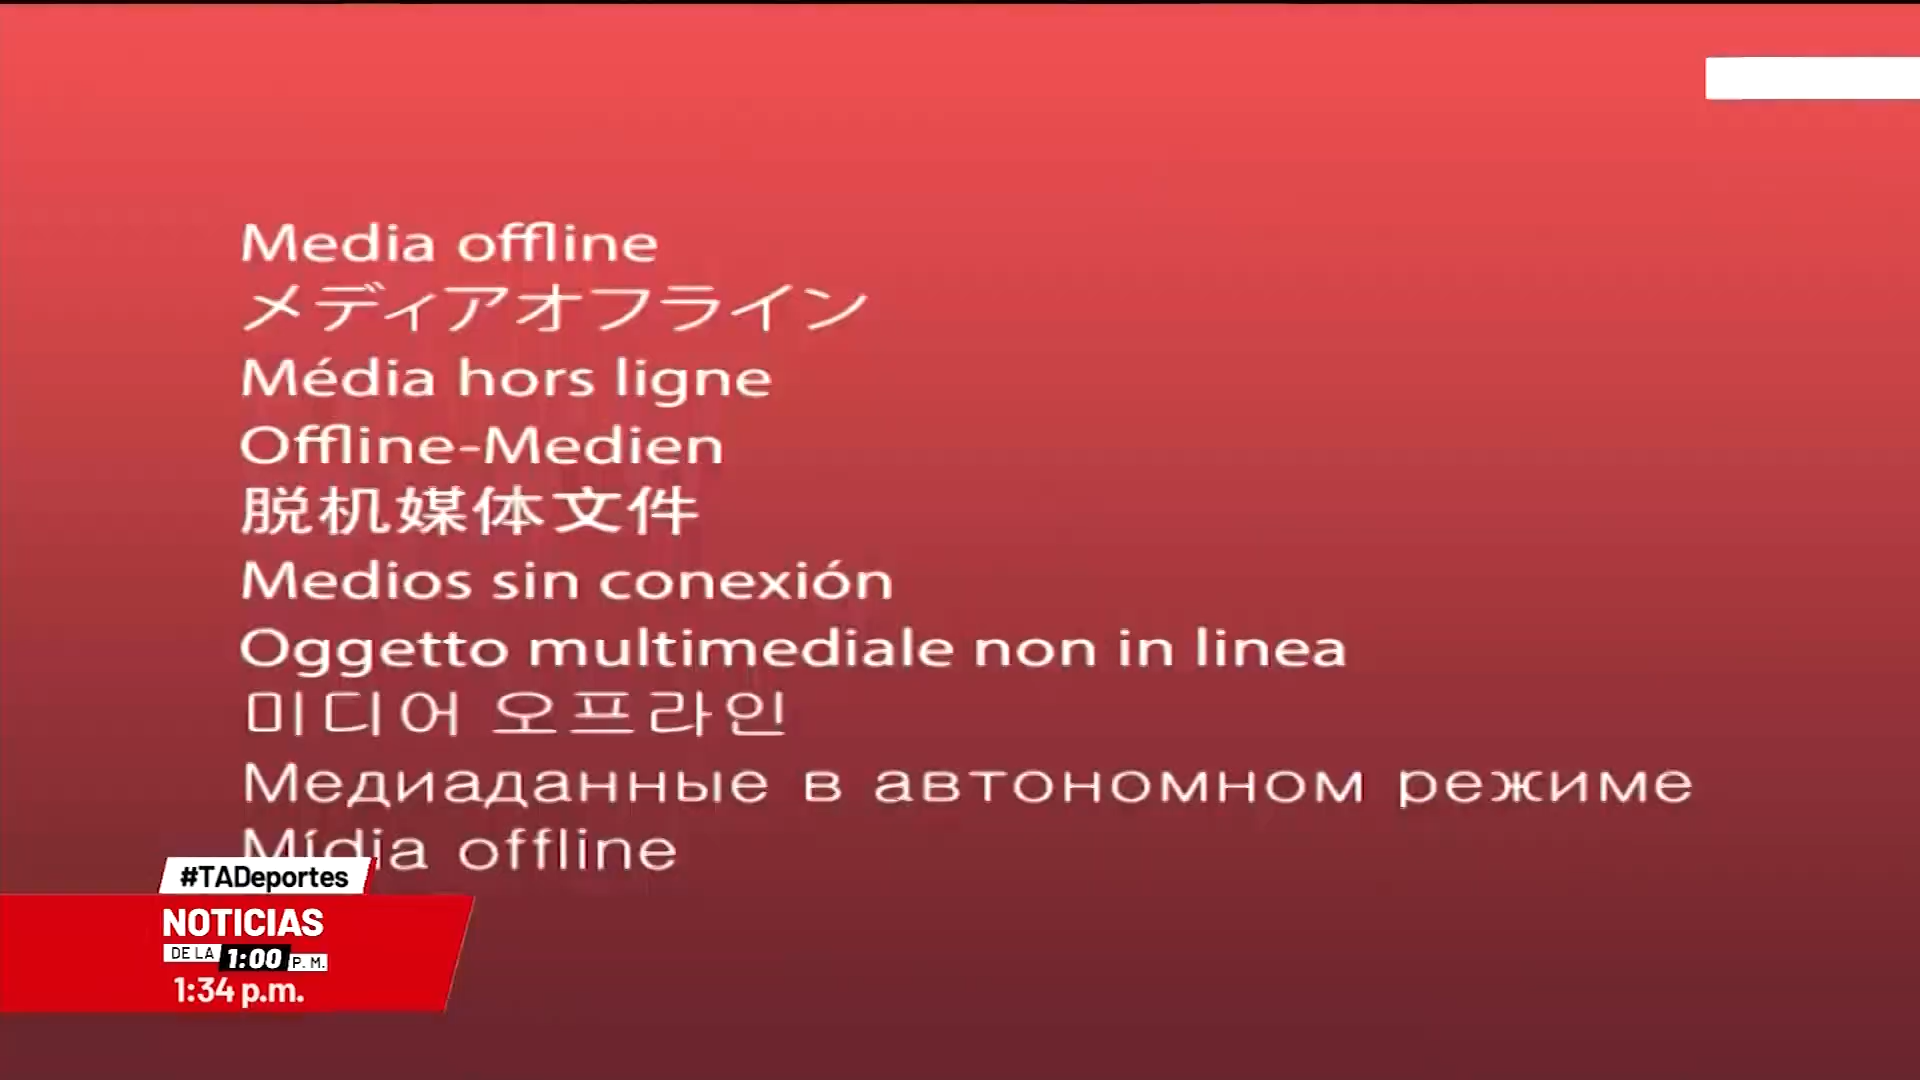 Media offline
メディアオフライン
Média hors ligne
Offline-Medien
脱机媒体文件
Medios sin conexión
Oggetto multimediale non in linea
미디어 오프라인
Медиаданные в автономном режиме
Mídia offline
#TADeportes
NOTICIAS
DE LA 1:00 P. M.
1:34 p.m.